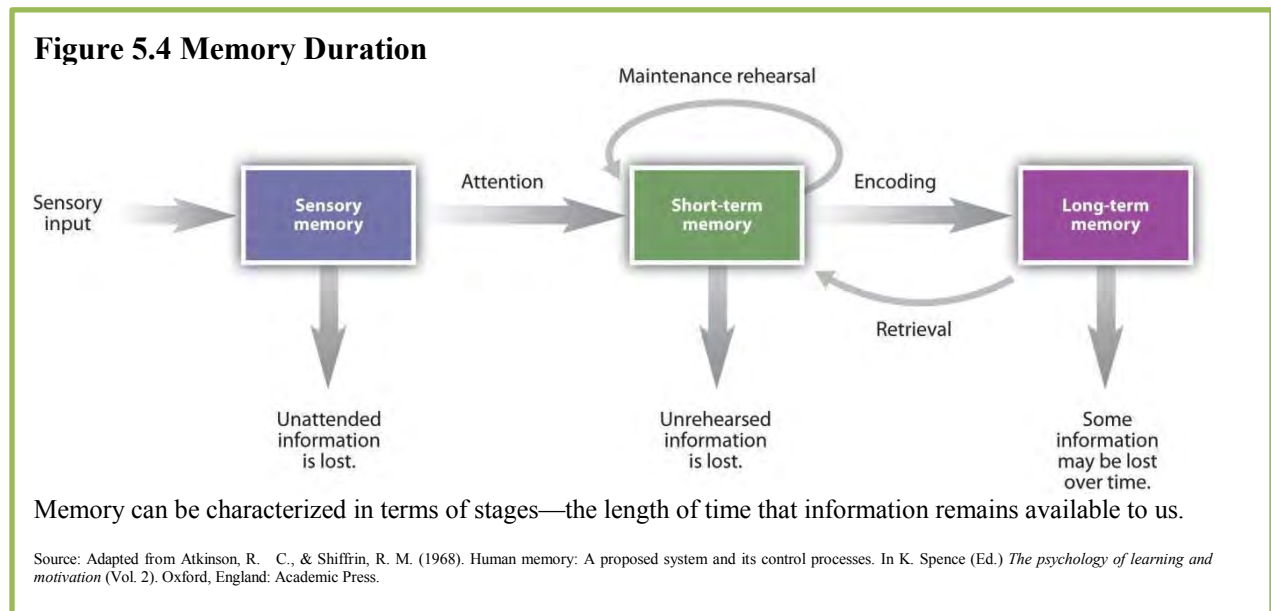 Figure 5.4 Memory Duration
Maintenance rehearsal
Sensory
input
Sensory
memory
Attention
Short-term
memory
Encoding
Long-term
memory
Retrieval
Unattended
information
is lost.
Unrehearsed
information
is lost.
Some
information
may be lost
over time.
Memory can be characterized in terms of stages—the length of time that information remains available to us.
Source: Adapted from Atkinson, R. C., & Shiffrin, R. M. (1968). Human memory: A proposed system and its control processes. In K. Spence (Ed.) The psychology of learning and
motivation (Vol. 2). Oxford, England: Academic Press.